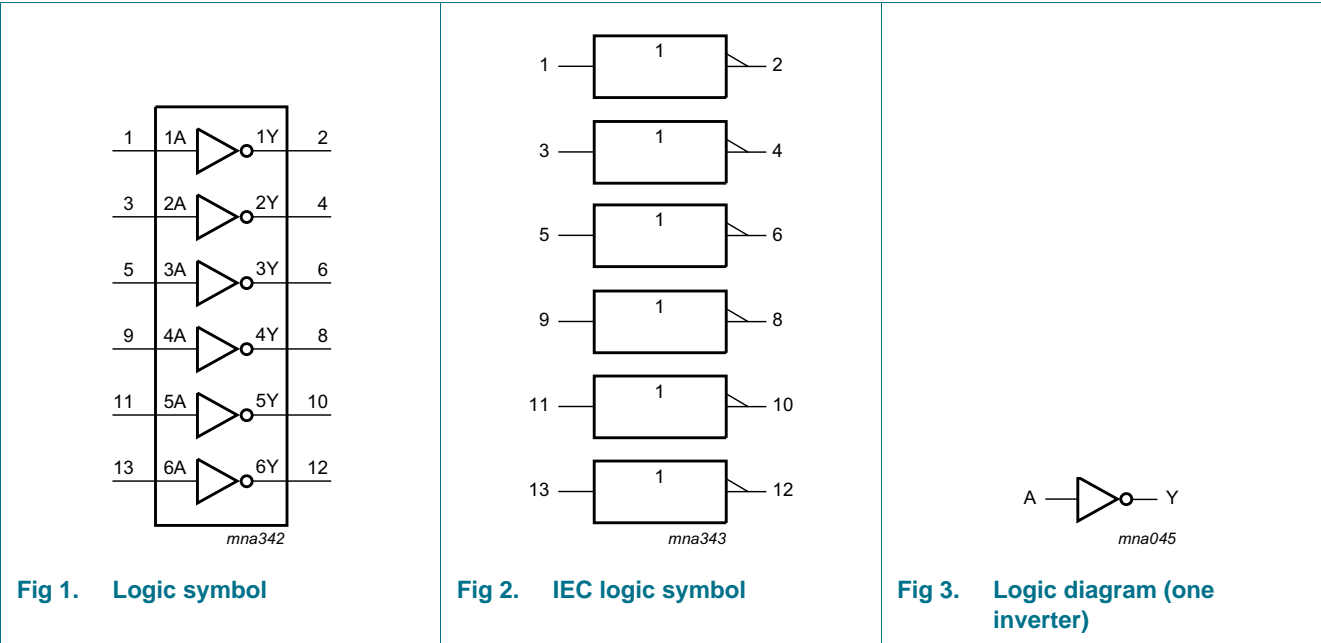 1 1A 1Y 2
3 2A 2Y 4
5 3A 3Y 6
9 4A 4Y 8
11 5A 5Y 10
13 6A 6Y 12
mna342
Fig 1. Logic symbol
1 1 2
3 1 4
5 1 6
9 1 8
11 1 10
13 1 12
mna343
Fig 2. IEC logic symbol
A Y
mna045
Fig 3. Logic diagram (one
inverter)